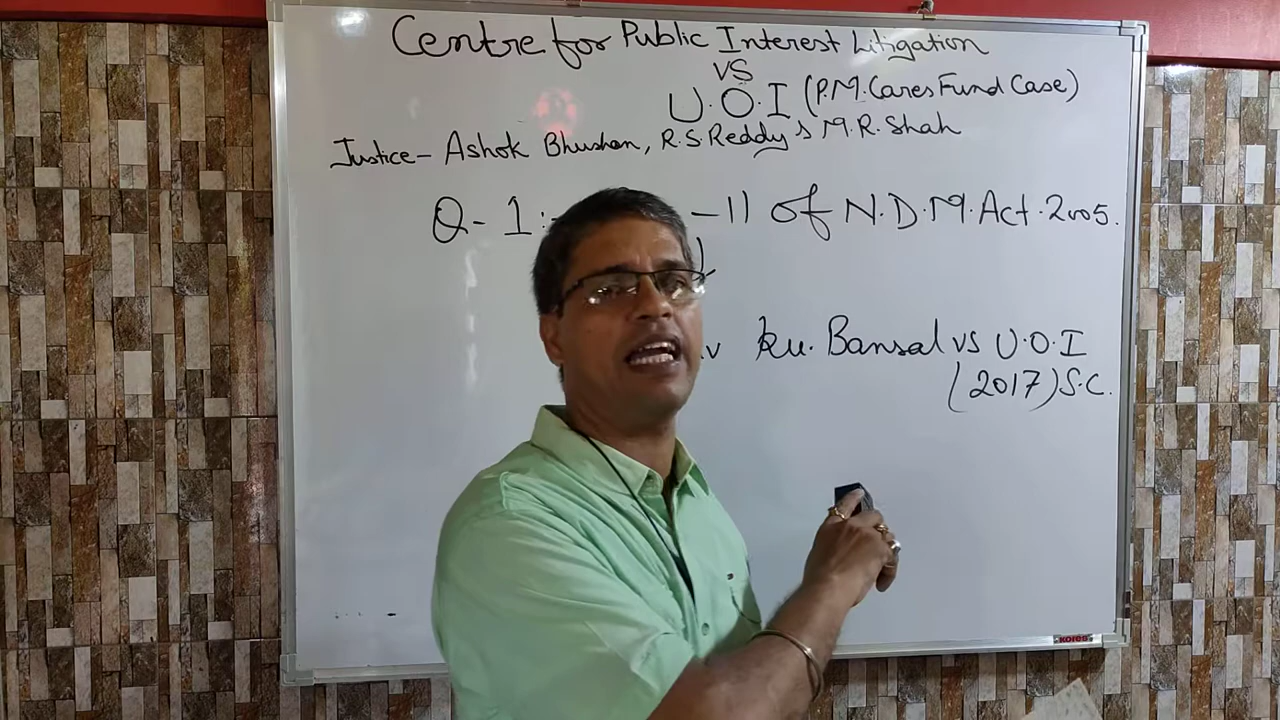 Centre for Public Interest Litigation
VS
U.O.I (P.M. Cares Fund Case)
Justice - Ashok Bhushan, R.S. Reddy & M.R. Shah
Q-1:- -11 of N.D.M. Act. 2005.
v Ku. Bansal vs U.O.I
(2017) S.C.
KORES